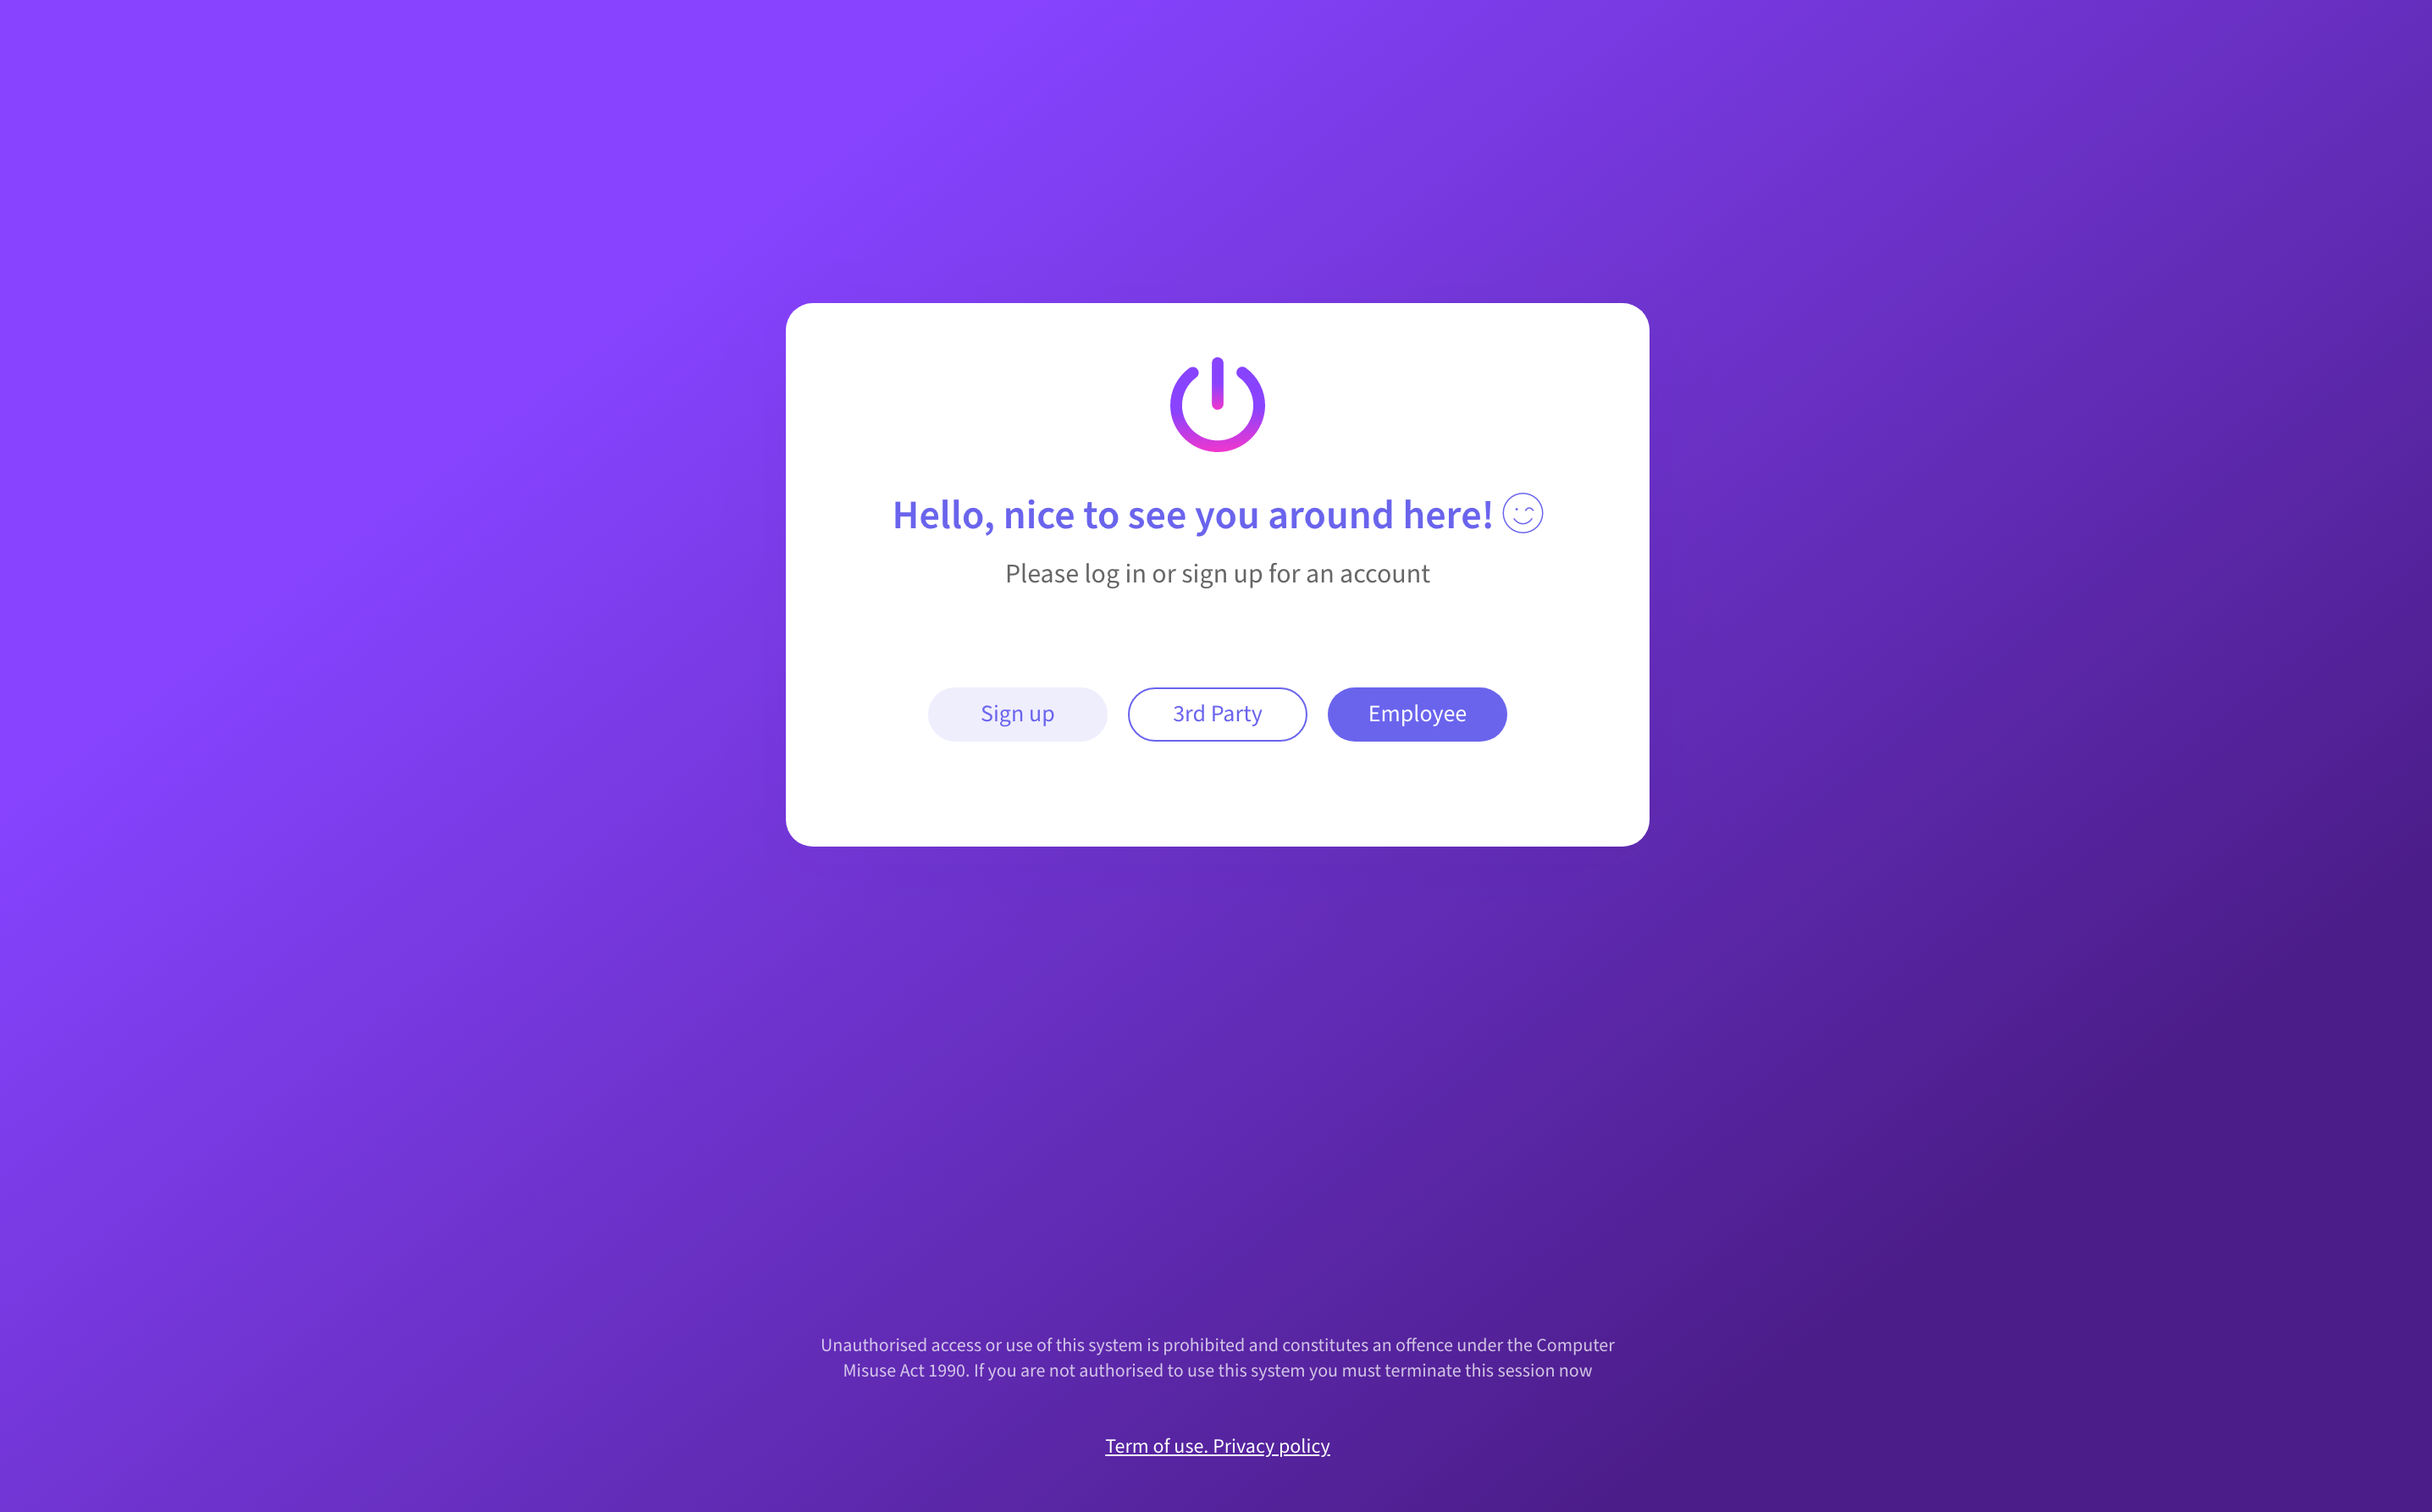 Hello, nice to see you around here!
Please log in or sign up for an account
Sign up
3rd Party
Employee
Unauthorised access or use of this system is prohibited and constitutes an offence under the Computer
Misuse Act 1990. If you are not authorised to use this system you must terminate this session now
Term of use. Privacy policy